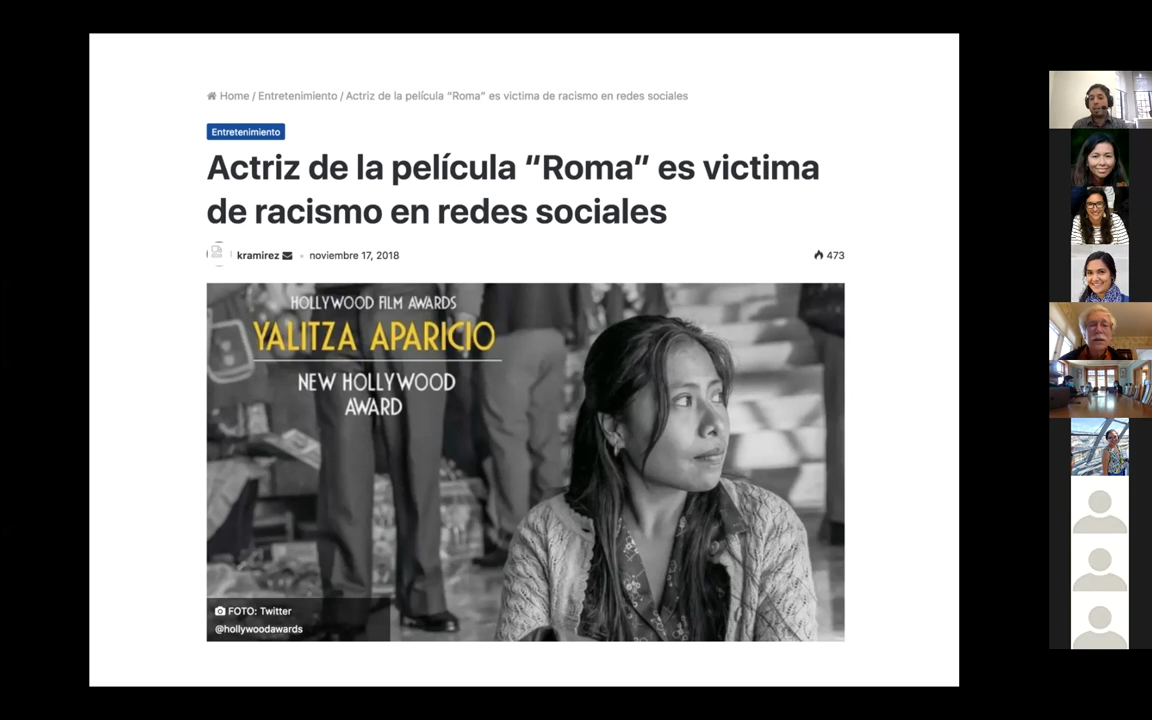 Home / Entretenimiento / Actriz de la película “Roma” es victima de racismo en redes sociales
Entretenimiento
Actriz de la película “Roma” es victima
de racismo en redes sociales
kramirez noviembre 17, 2018 473
HOLLYWOOD FILM AWARDS
YALITZA APARICIO
NEW HOLLYWOOD
AWARD
FOTO: Twitter
@hollywoodawards